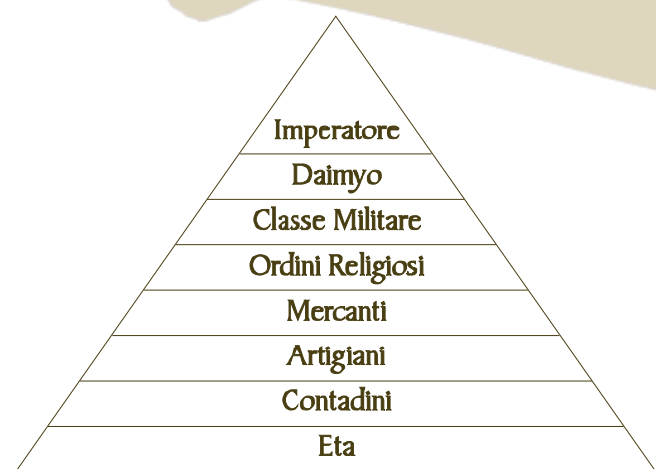 Imperatore
Daimyo
Classe Militare
Ordini Religiosi
Mercanti
Artigiani
Contadini
Eta